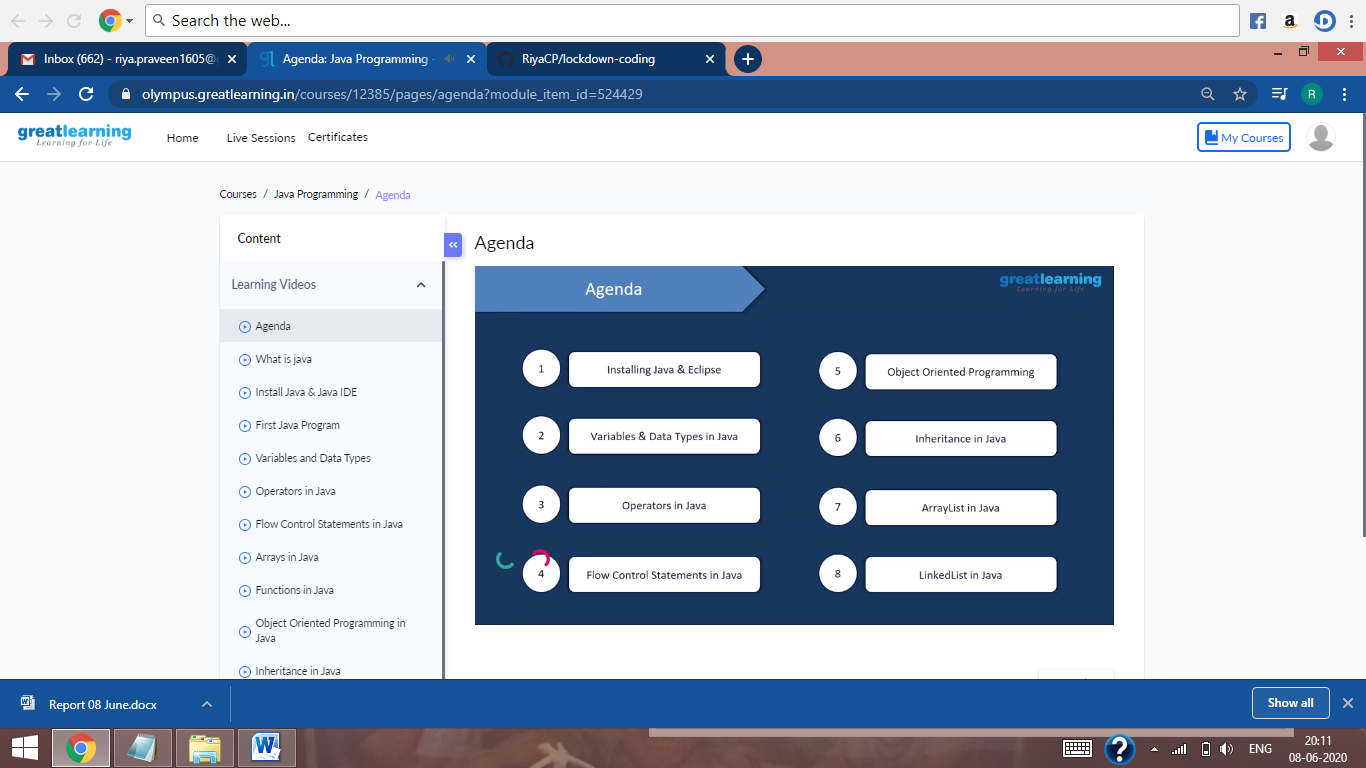 Search the web...
Inbox (662) - riya.praveen1605@
Agenda: Java Programming -
RiyaCP/lockdown-coding
olympus.greatlearning.in/courses/12385/pages/agenda?module_item_id=524429
R
greatlearning
Learning for Life
Home
Live Sessions
Certificates
My Courses
Courses / Java Programming / Agenda
Content
Learning Videos
Agenda
What is java
Install Java & Java IDE
First Java Program
Variables and Data Types
Operators in Java
Flow Control Statements in Java
Arrays in Java
Functions in Java
Object Oriented Programming in
Java
Inheritance in Java
«
Agenda
Agenda
greatlearning
Learning for Life
1 Installing Java & Eclipse
2 Variables & Data Types in Java
3 Operators in Java
4 Flow Control Statements in Java
5 Object Oriented Programming
6 Inheritance in Java
7 ArrayList in Java
8 LinkedList in Java
Report 08 June.docx
Show all
ENG
20:11
08-06-2020